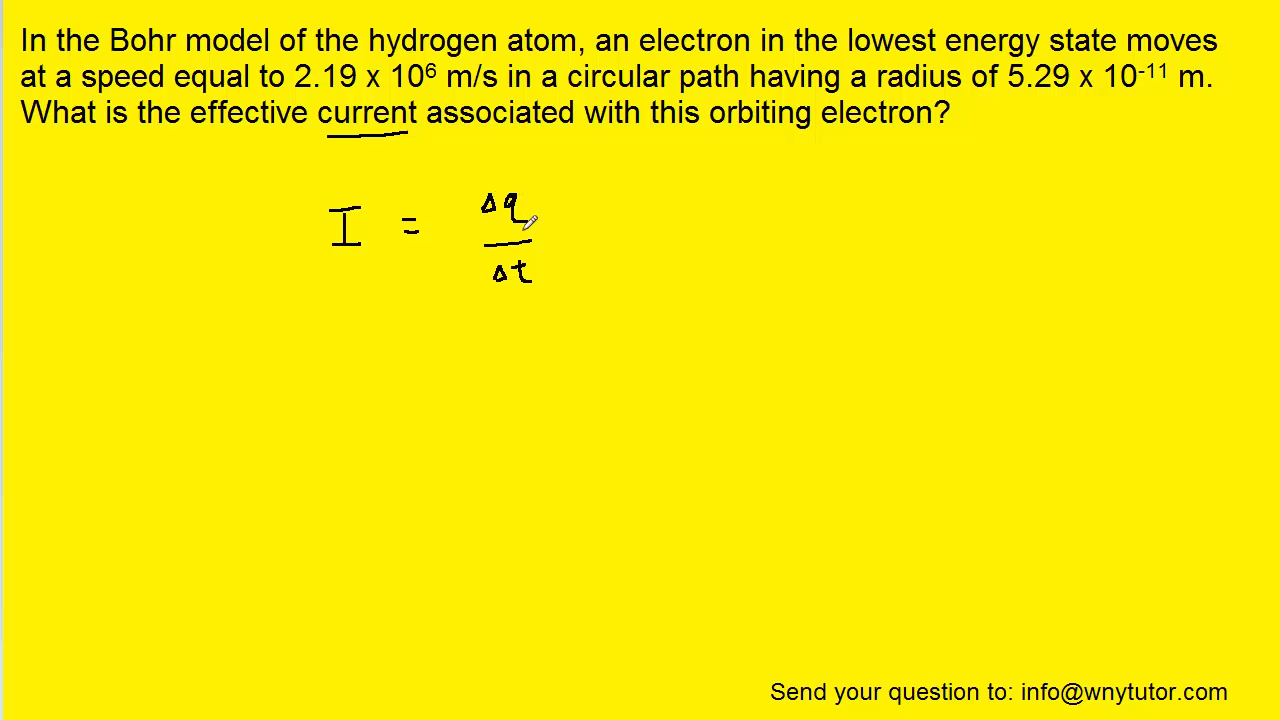 In the Bohr model of the hydrogen atom, an electron in the lowest energy state moves
at a speed equal to 2.19 x 10⁶ m/s in a circular path having a radius of 5.29 x 10⁻¹¹ m.
What is the effective current associated with this orbiting electron?
I = Δq
Δt
Send your question to: info@wnytutor.com